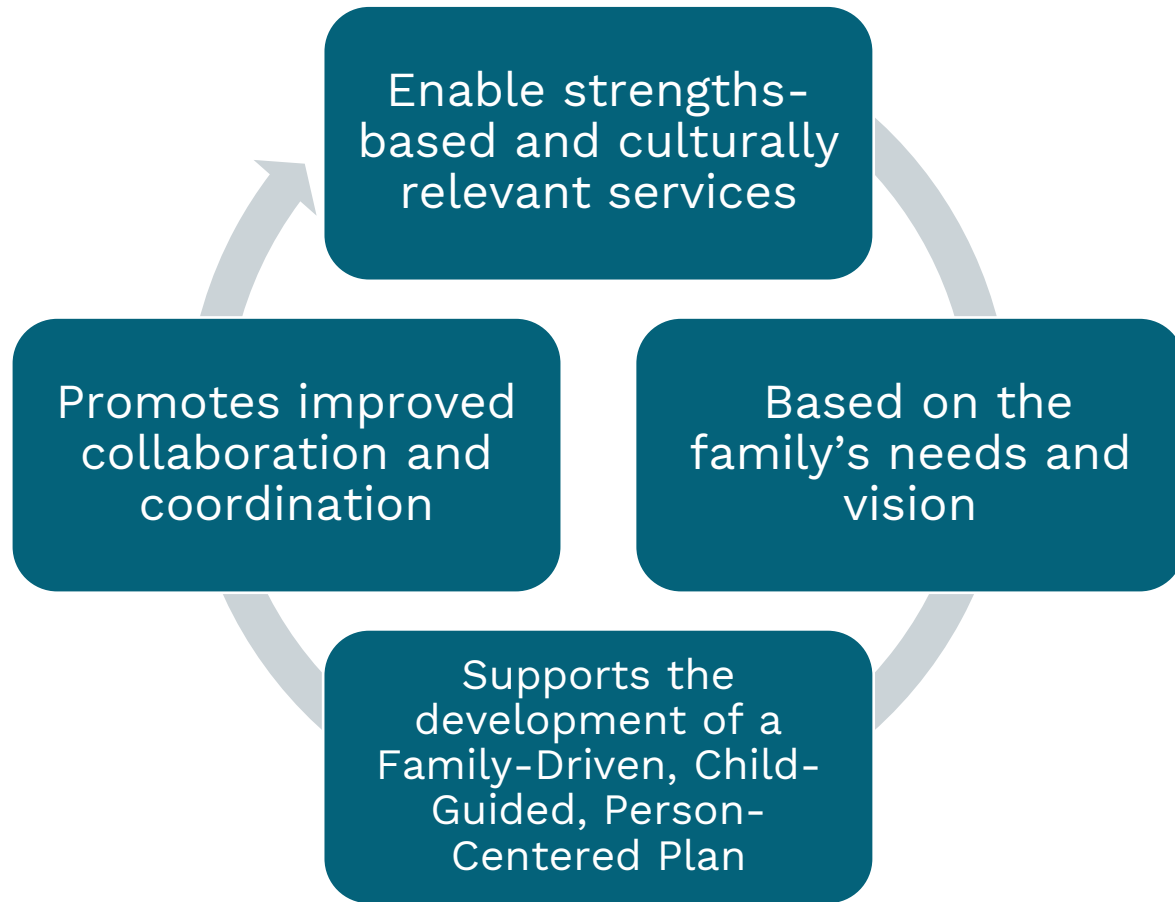 Enable strengths-
based and culturally
relevant services
Based on the
family’s needs and
vision
Supports the
development of a
Family-Driven, Child-
Guided, Person-
Centered Plan
Promotes improved
collaboration and
coordination